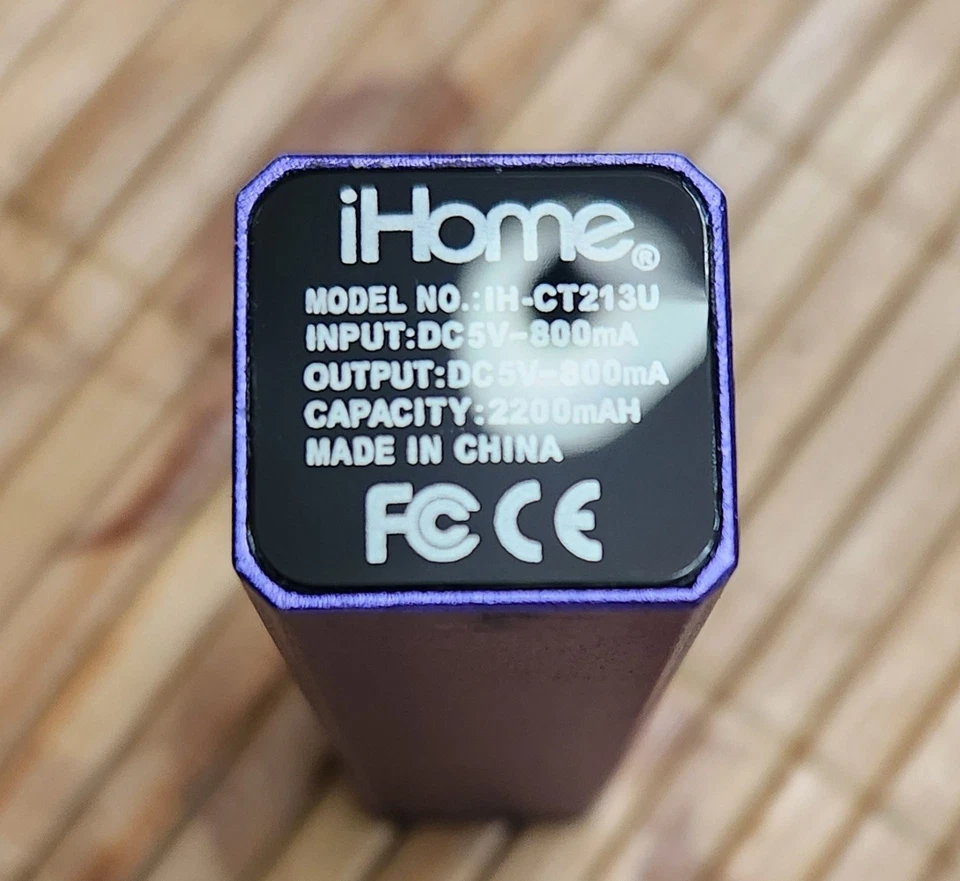 iHome®
MODEL NO.:IH-CT213U
INPUT:DC5V-800mA
OUTPUT:DC5V-800mA
CAPACITY:2200mAH
MADE IN CHINA
FC CE